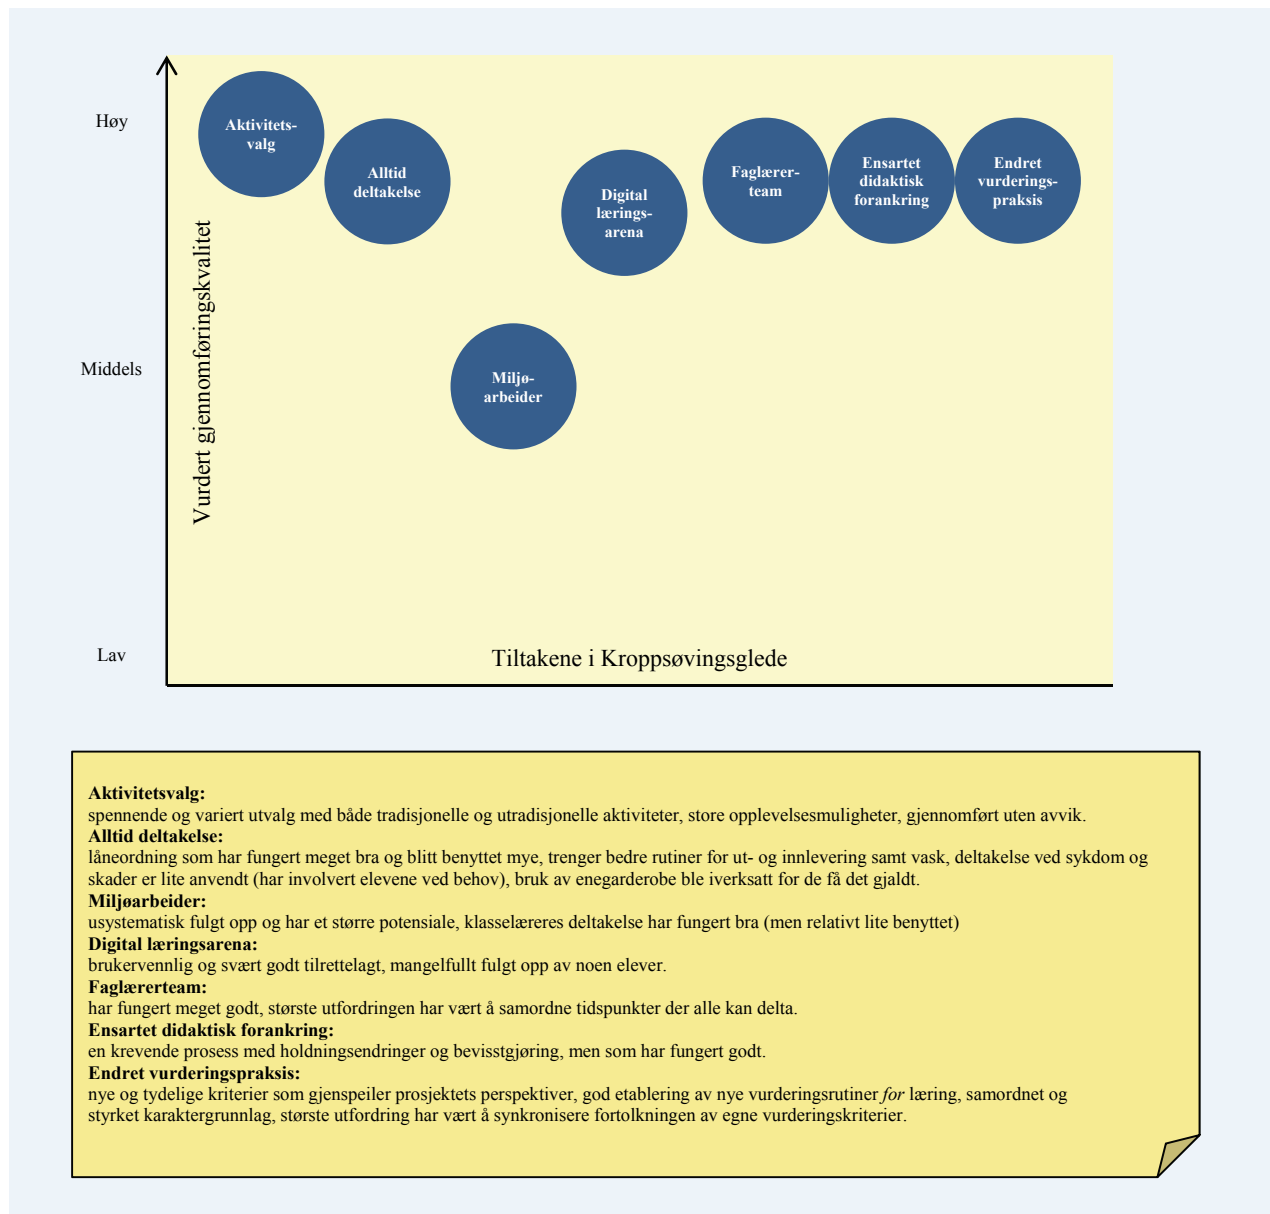 Høy
Middels
Lav
Vurdert gjennomføringskvalitet
Aktivitets-
valg
Alltid
deltakelse
Miljø-
arbeider
Digital
lærings-
arena
Faglærer-
team
Ensartet
didaktisk
forankring
Endret
vurderings-
praksis
Tiltakene i Kroppsøvingsglede
Aktivitetsvalg:
spennende og variert utvalg med både tradisjonelle og utradisjonelle aktiviteter, store opplevelsesmuligheter, gjennomført uten avvik.
Alltid deltakelse:
låneordning som har fungert meget bra og blitt benyttet mye, trenger bedre rutiner for ut- og innlevering samt vask, deltakelse ved sykdom og
skader er lite anvendt (har involvert elevene ved behov), bruk av enegarderobe ble iverksatt for de få det gjaldt.
Miljøarbeider:
usystematisk fulgt opp og har et større potensiale, klasselæreres deltakelse har fungert bra (men relativt lite benyttet)
Digital læringsarena:
brukervennlig og svært godt tilrettelagt, mangelfullt fulgt opp av noen elever.
Faglærerteam:
har fungert meget godt, største utfordringen har vært å samordne tidspunkter der alle kan delta.
Ensartet didaktisk forankring:
en krevende prosess med holdningsendringer og bevisstgjøring, men som har fungert godt.
Endret vurderingspraksis:
nye og tydelige kriterier som gjenspeiler prosjektets perspektiver, god etablering av nye vurderingsrutiner for læring, samordnet og
styrket karaktergrunnlag, største utfordring har vært å synkronisere fortolkningen av egne vurderingskriterier.